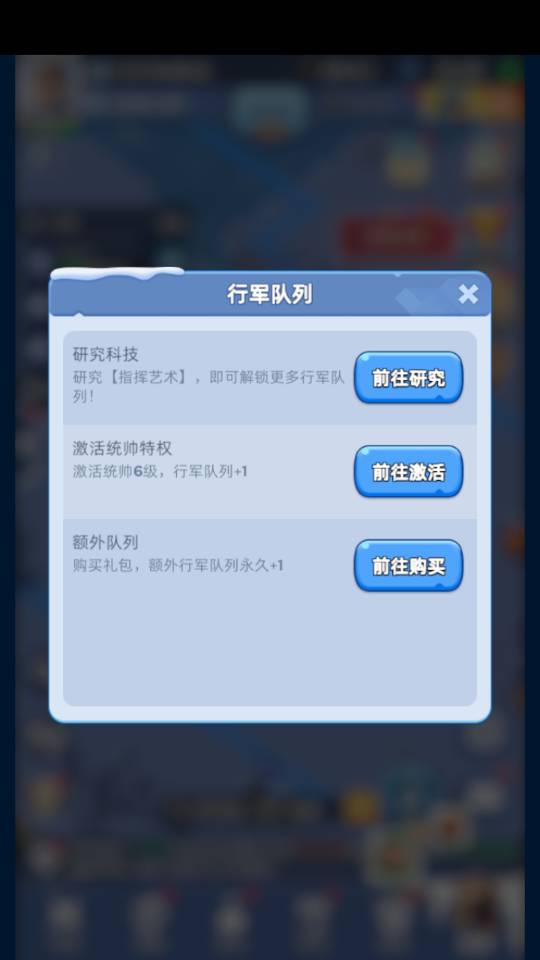 行军队列
研究科技
研究【指挥艺术】，即可解锁更多行军队
列！
前往研究
激活统帅特权
激活统帅6级，行军队列+1
前往激活
额外队列
购买礼包，额外行军队列永久+1
前往购买